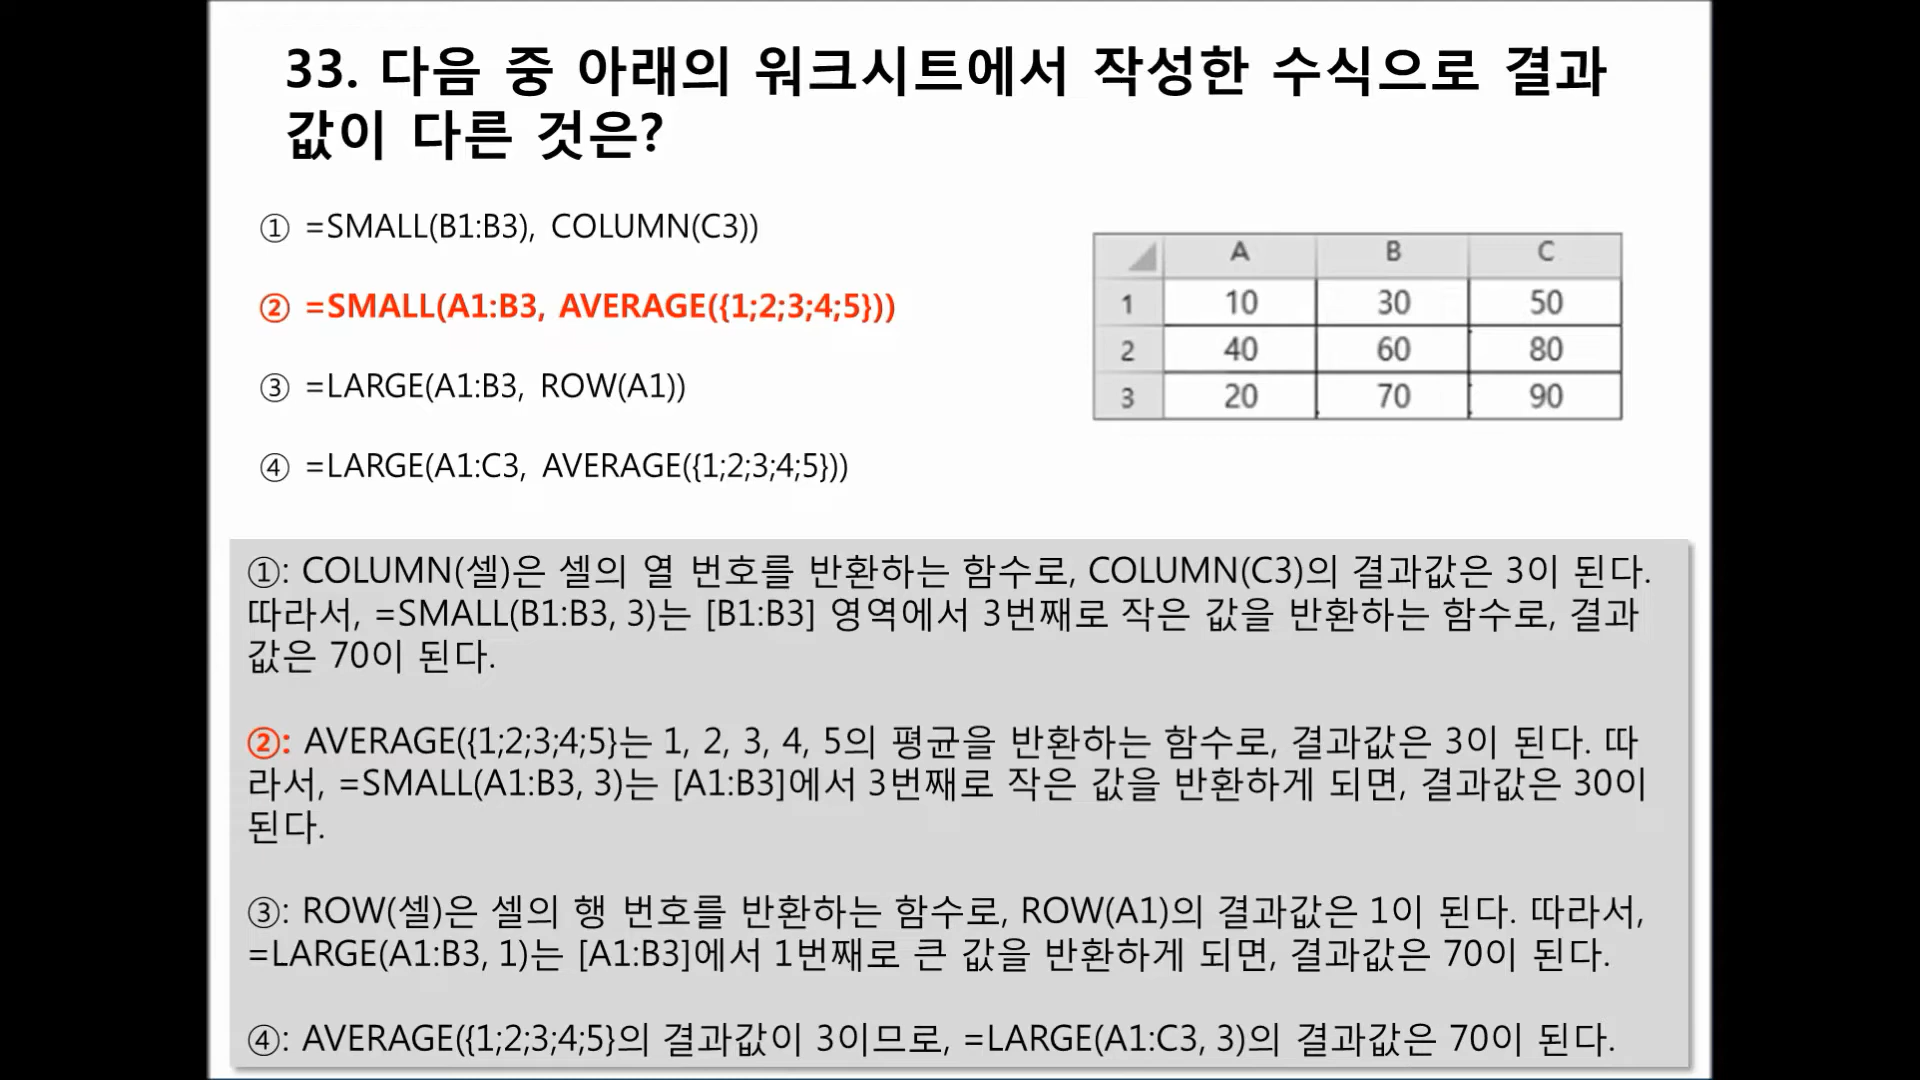 33. 다음 중 아래의 워크시트에서 작성한 수식으로 결과
값이 다른 것은?
① =SMALL(B1:B3), COLUMN(C3))
② =SMALL(A1:B3, AVERAGE({1;2;3;4;5}))
③ =LARGE(A1:B3, ROW(A1))
④ =LARGE(A1:C3, AVERAGE({1;2;3;4;5}))
A B C
1 10 30 50
2 40 60 80
3 20 70 90
①: COLUMN(셀)은 셀의 열 번호를 반환하는 함수로, COLUMN(C3)의 결과값은 3이 된다.
따라서, =SMALL(B1:B3, 3)는 [B1:B3] 영역에서 3번째로 작은 값을 반환하는 함수로, 결과
값은 70이 된다.
②: AVERAGE({1;2;3;4;5}는 1, 2, 3, 4, 5의 평균을 반환하는 함수로, 결과값은 3이 된다. 따
라서, =SMALL(A1:B3, 3)는 [A1:B3]에서 3번째로 작은 값을 반환하게 되면, 결과값은 30이
된다.
③: ROW(셀)은 셀의 행 번호를 반환하는 함수로, ROW(A1)의 결과값은 1이 된다. 따라서,
=LARGE(A1:B3, 1)는 [A1:B3]에서 1번째로 큰 값을 반환하게 되면, 결과값은 70이 된다.
④: AVERAGE({1;2;3;4;5}의 결과값이 3이므로, =LARGE(A1:C3, 3)의 결과값은 70이 된다.